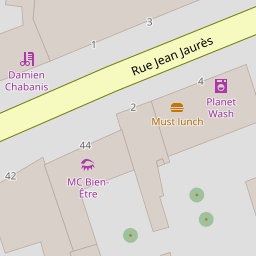 3
1
Rue Jean Jaurès
Damien
Chabanis
4
Planet
Wash
2
Must lunch
44
42
MC Bien-
Être